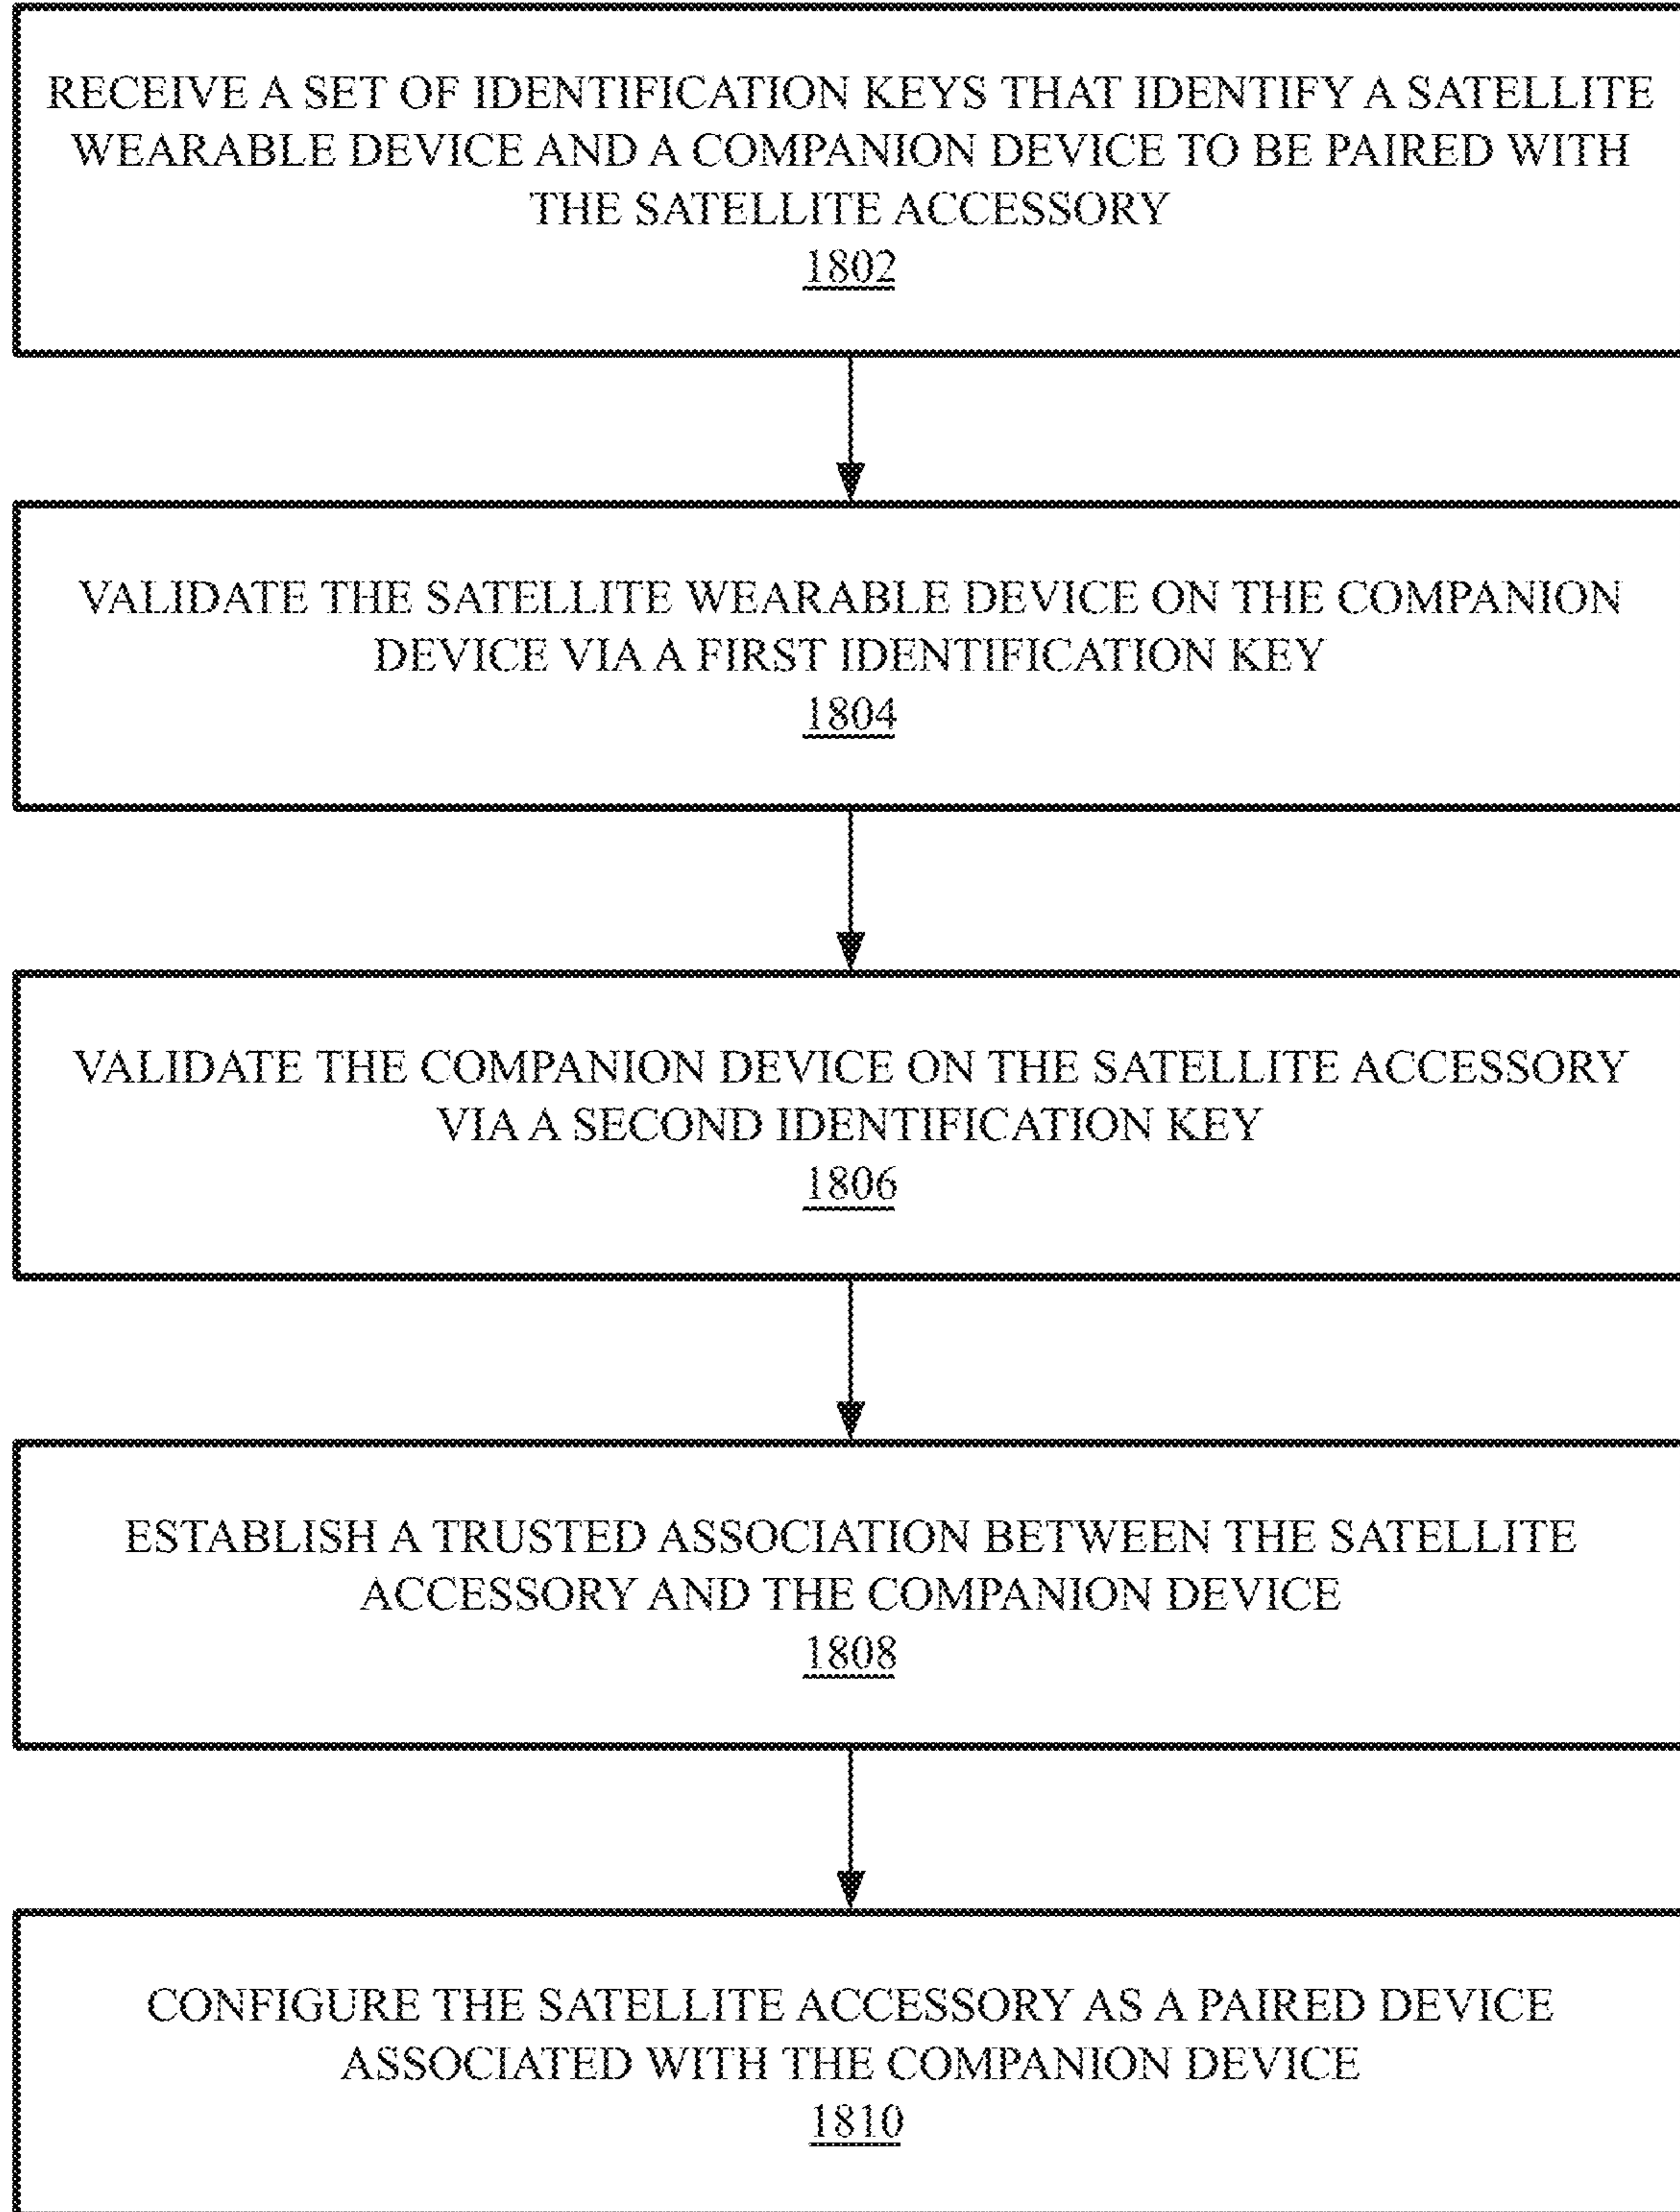 RECEIVE A SET OF IDENTIFICATION KEYS THAT IDENTIFY A SATELLITE
WEARABLE DEVICE AND A COMPANION DEVICE TO BE PAIRED WITH
THE SATELLITE ACCESSORY
1802
VALIDATE THE SATELLITE WEARABLE DEVICE ON THE COMPANION
DEVICE VIA A FIRST IDENTIFICATION KEY
1804
VALIDATE THE COMPANION DEVICE ON THE SATELLITE ACCESSORY
VIA A SECOND IDENTIFICATION KEY
1806
ESTABLISH A TRUSTED ASSOCIATION BETWEEN THE SATELLITE
ACCESSORY AND THE COMPANION DEVICE
1808
CONFIGURE THE SATELLITE ACCESSORY AS A PAIRED DEVICE
ASSOCIATED WITH THE COMPANION DEVICE
1810